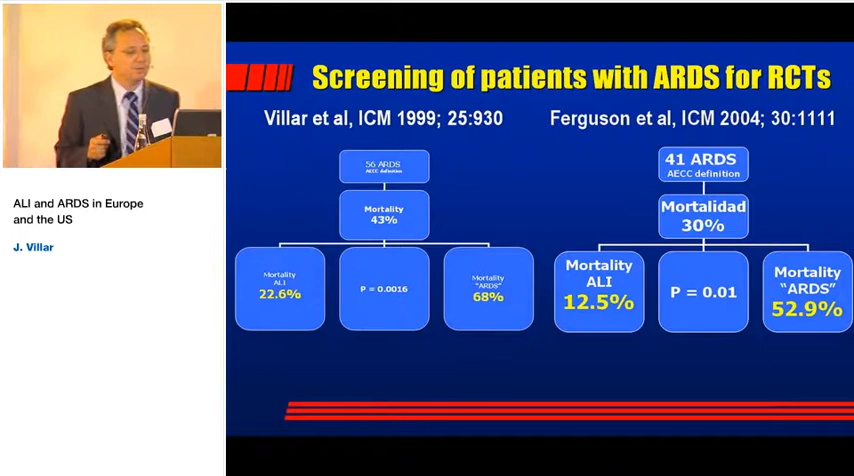 ALI and ARDS in Europe
and the US
J. Villar
Screening of patients with ARDS for RCTs
Villar et al, ICM 1999; 25:930
56 ARDS
AECC definition
Mortality
43%
Mortality
ALI
22.6%
P = 0.0016
Mortality
"ARDS"
68%
Ferguson et al, ICM 2004; 30:1111
41 ARDS
AECC definition
Mortalidad
30%
Mortality
ALI
12.5%
P = 0.01
Mortality
"ARDS"
52.9%